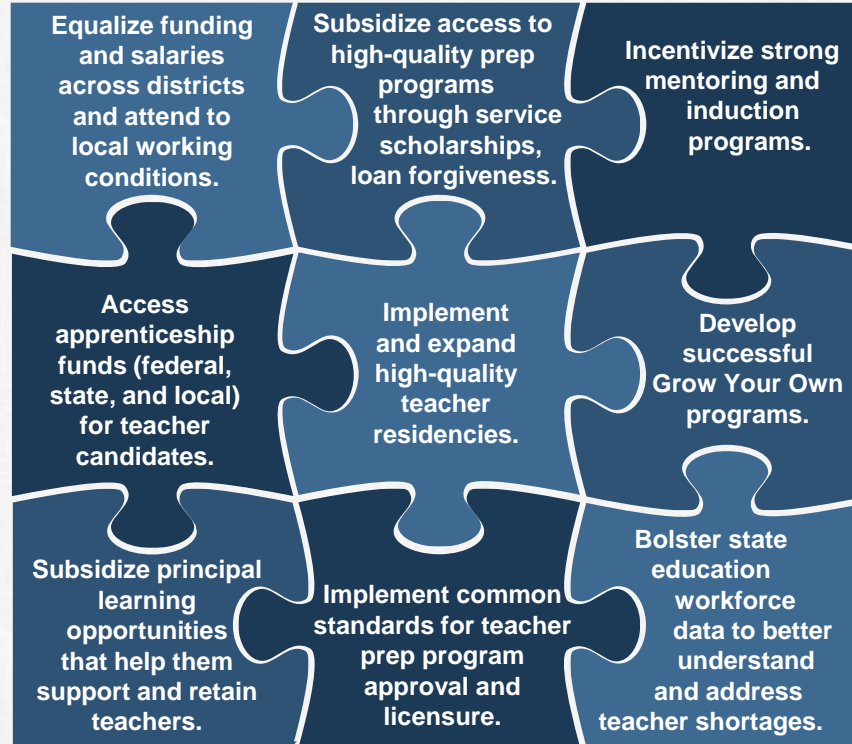 Equalize funding
and salaries
across districts
and attend to
local working
conditions.
Subsidize access to
high-quality prep
programs
through service
scholarships,
loan forgiveness.
Incentivize strong
mentoring and
induction
programs.
Access
apprenticeship
funds (federal,
state, and local)
for teacher
candidates.
Implement
and expand
high-quality
teacher
residencies.
Develop
successful
Grow Your Own
programs.
Subsidize principal
learning
opportunities
that help them
support and retain
teachers.
Implement common
standards for teacher
prep program
approval and
licensure.
Bolster state
education
workforce
data to better
understand
and address
teacher shortages.